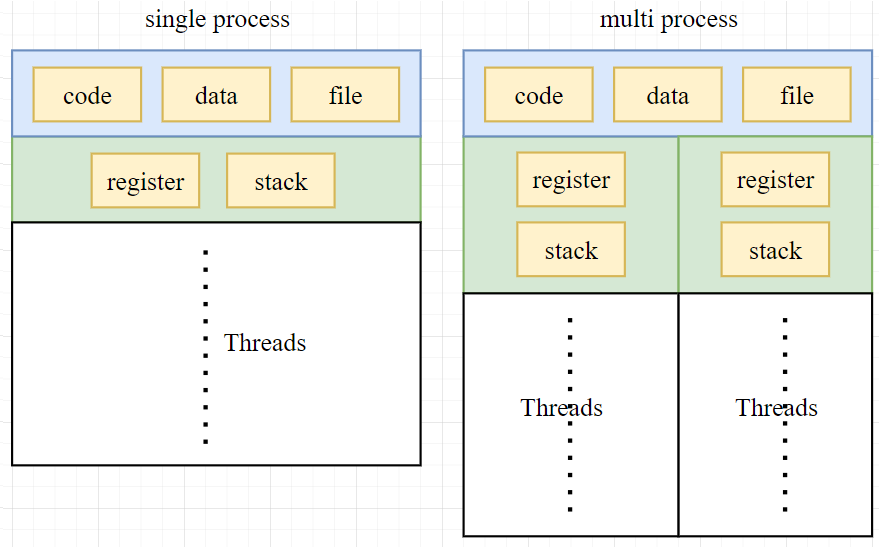 single process
multi process
code
data
file
code
data
file
register
stack
register
register
stack
stack
Threads
Threads
Threads